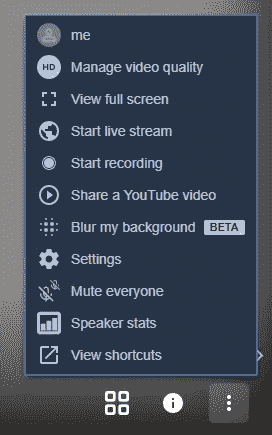 me
HD
Manage video quality
View full screen
Start live stream
Start recording
Share a YouTube video
Blur my background BETA
Settings
Mute everyone
Speaker stats
View shortcuts